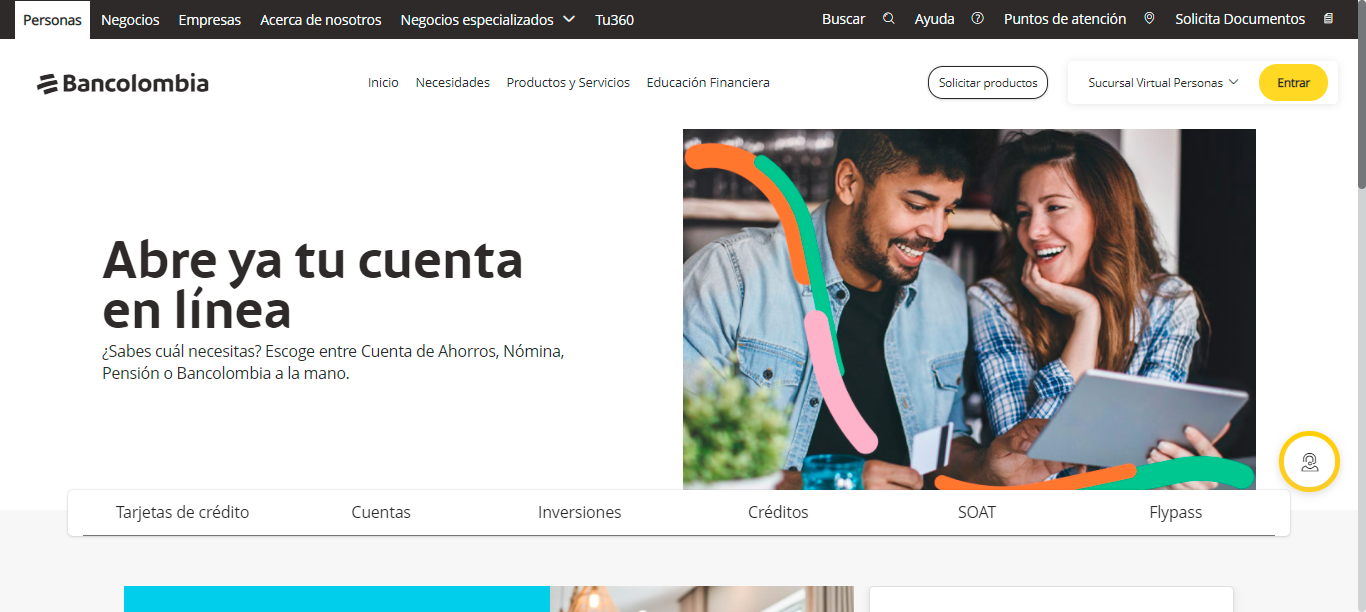 Personas Negocios Empresas Acerca de nosotros Negocios especializados Tu360 Buscar Ayuda Puntos de atención Solicita Documentos
Bancolombia Inicio Necesidades Productos y Servicios Educación Financiera Solicitar productos Sucursal Virtual Personas Entrar
Abre ya tu cuenta
en línea
¿Sabes cuál necesitas? Escoge entre Cuenta de Ahorros, Nómina,
Pensión o Bancolombia a la mano.
Tarjetas de crédito Cuentas Inversiones Créditos SOAT Flypass